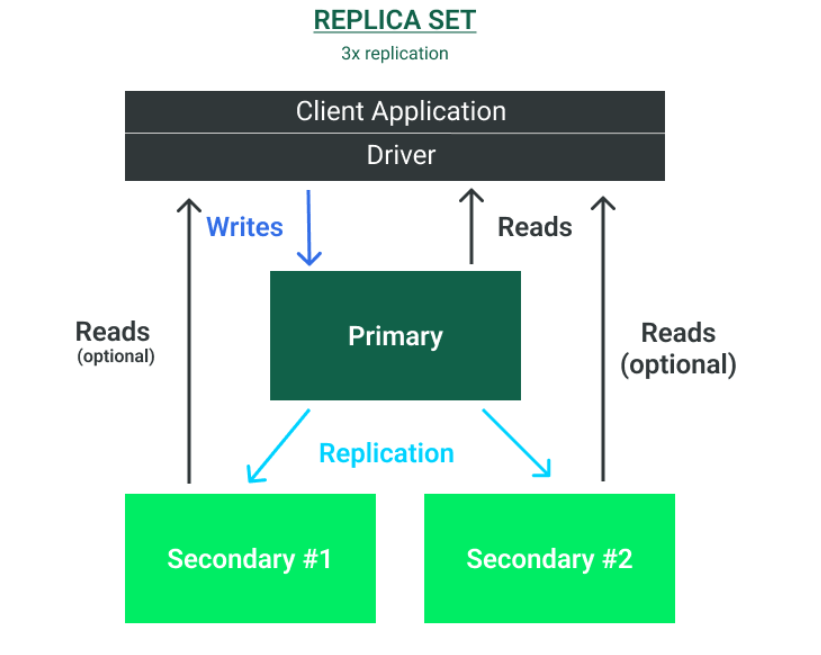 REPLICA SET
3x replication
Client Application
Driver
Writes
Reads
Reads
(optional)
Primary
Reads
(optional)
Replication
Secondary #1
Secondary #2